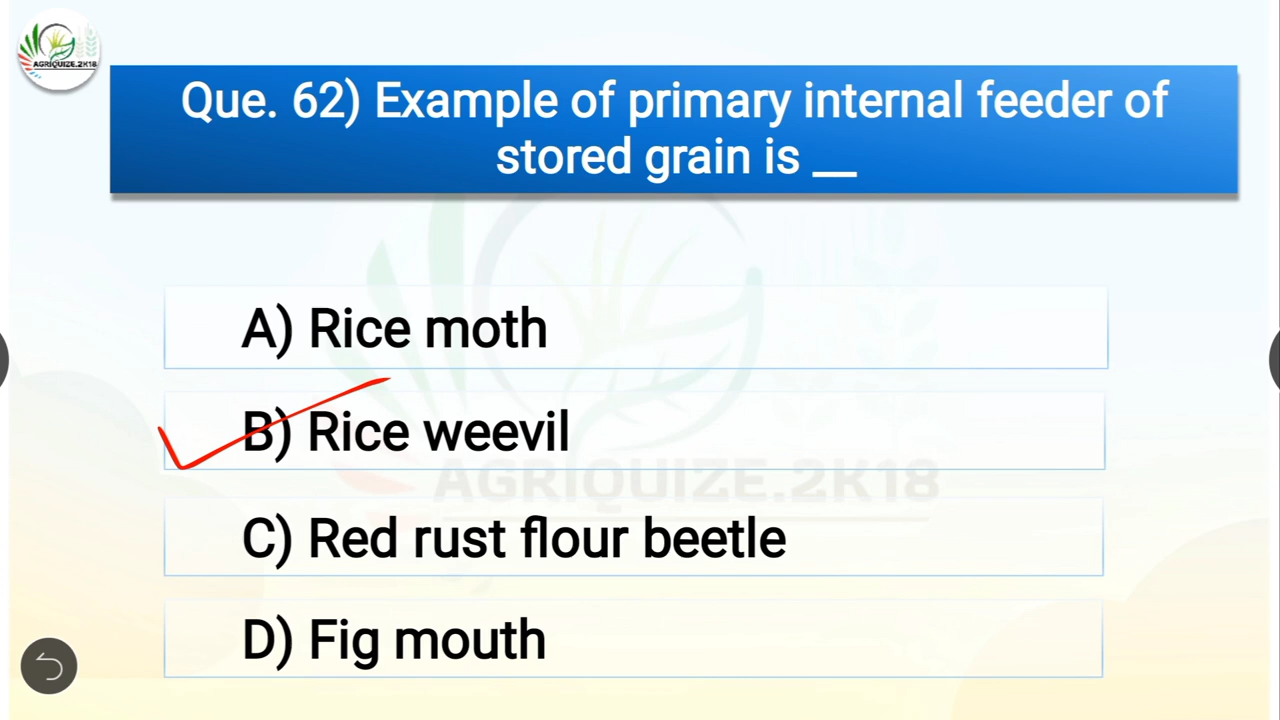 AGRIQUIZE.2K18
Que. 62) Example of primary internal feeder of
stored grain is __
A) Rice moth
B) Rice weevil
AGRIQUIZE.2K18
C) Red rust flour beetle
D) Fig mouth